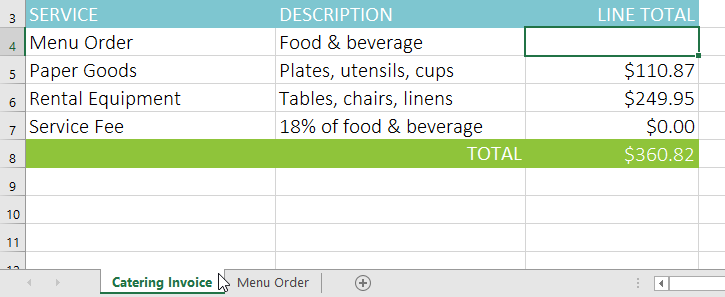 3 SERVICE DESCRIPTION LINE TOTAL
4 Menu Order Food & beverage
5 Paper Goods Plates, utensils, cups $110.87
6 Rental Equipment Tables, chairs, linens $249.95
7 Service Fee 18% of food & beverage $0.00
8 TOTAL $360.82
9
10
11
Catering Invoice Menu Order